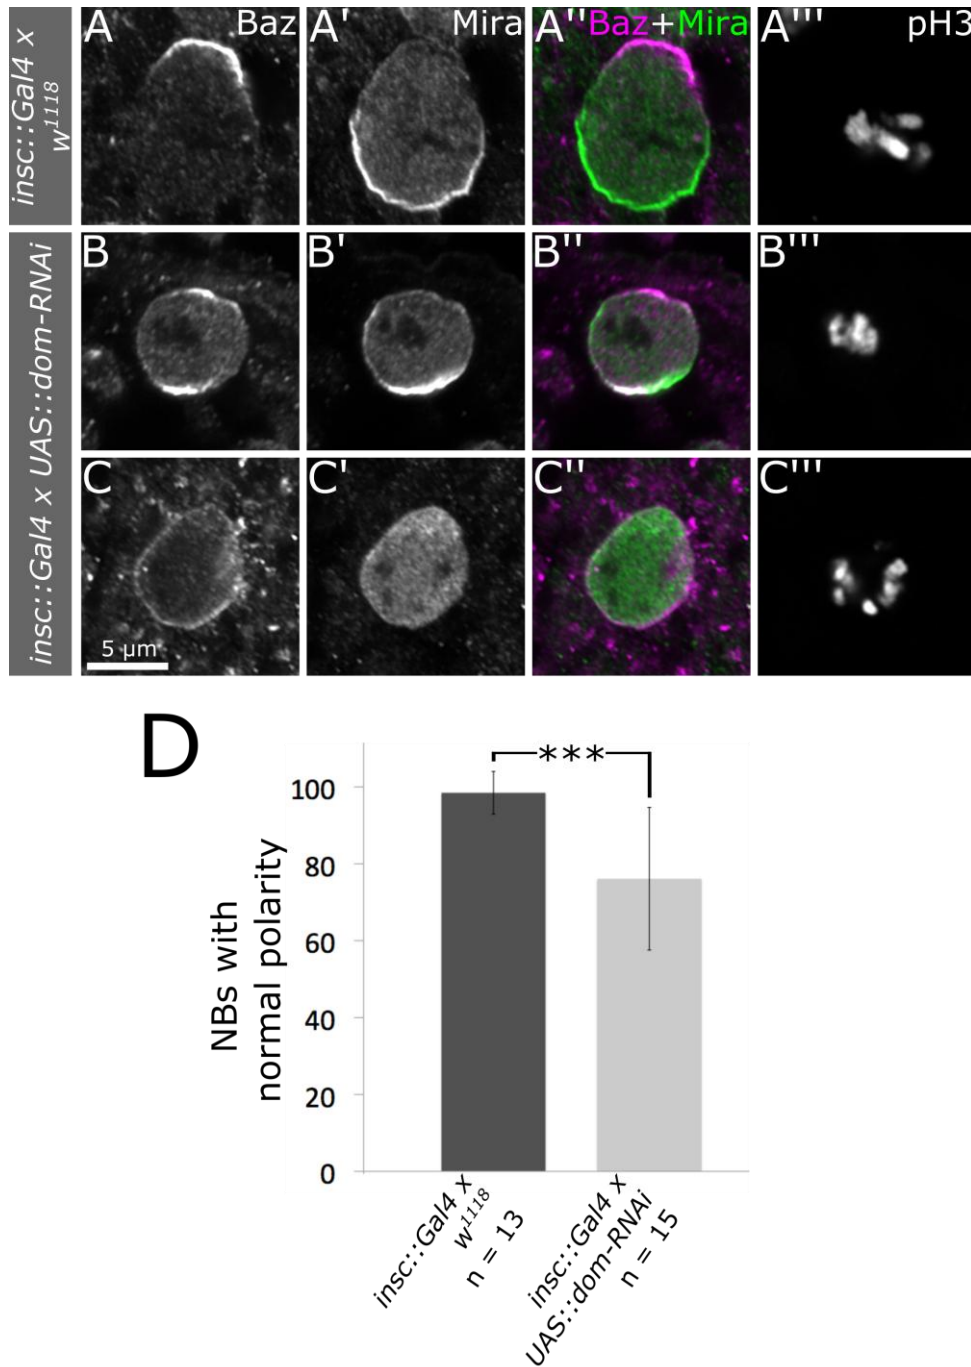 insc::Gal4 x
w1118
A Baz
A' Mira
A'' Baz+Mira
A''' pH3
insc::Gal4 x UAS::dom-RNAi
B
B'
B''
B'''
C
C'
C''
C'''
5 µm
D
***
NBs with
normal polarity
100
80
60
40
20
0
insc::Gal4 x
w1118
n = 13
insc::Gal4 x
UAS::dom-RNAi
n = 15